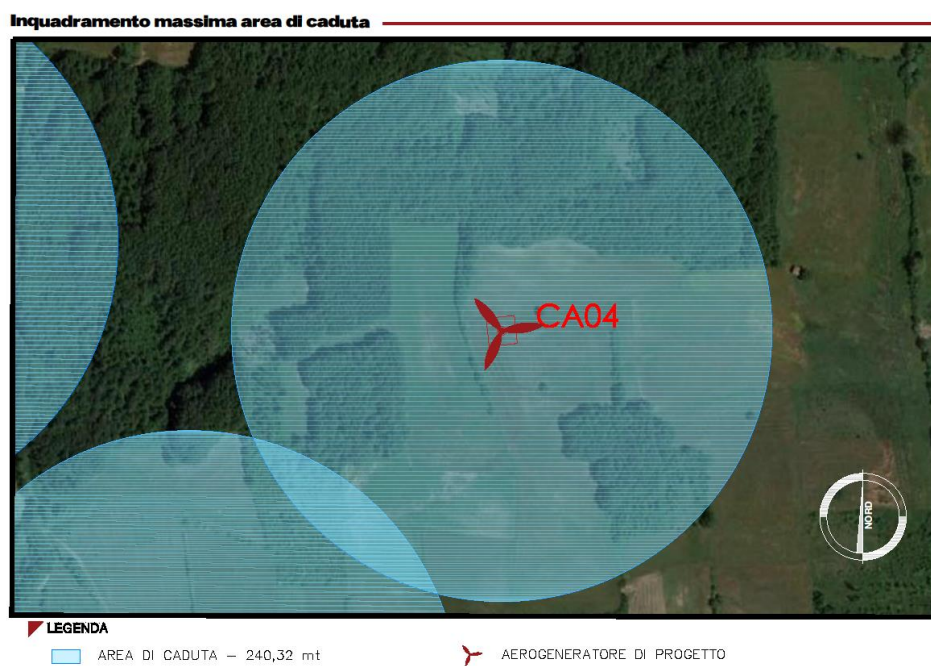 Inquadramento massima area di caduta
CA04
NORD
LEGENDA
AREA DI CADUTA – 240,32 mt
AEROGENERATORE DI PROGETTO